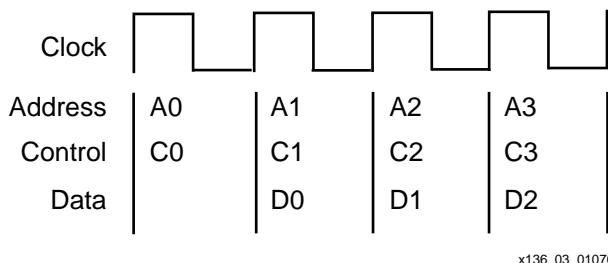 Clock
Address A0 A1 A2 A3
Control C0 C1 C2 C3
Data D0 D1 D2